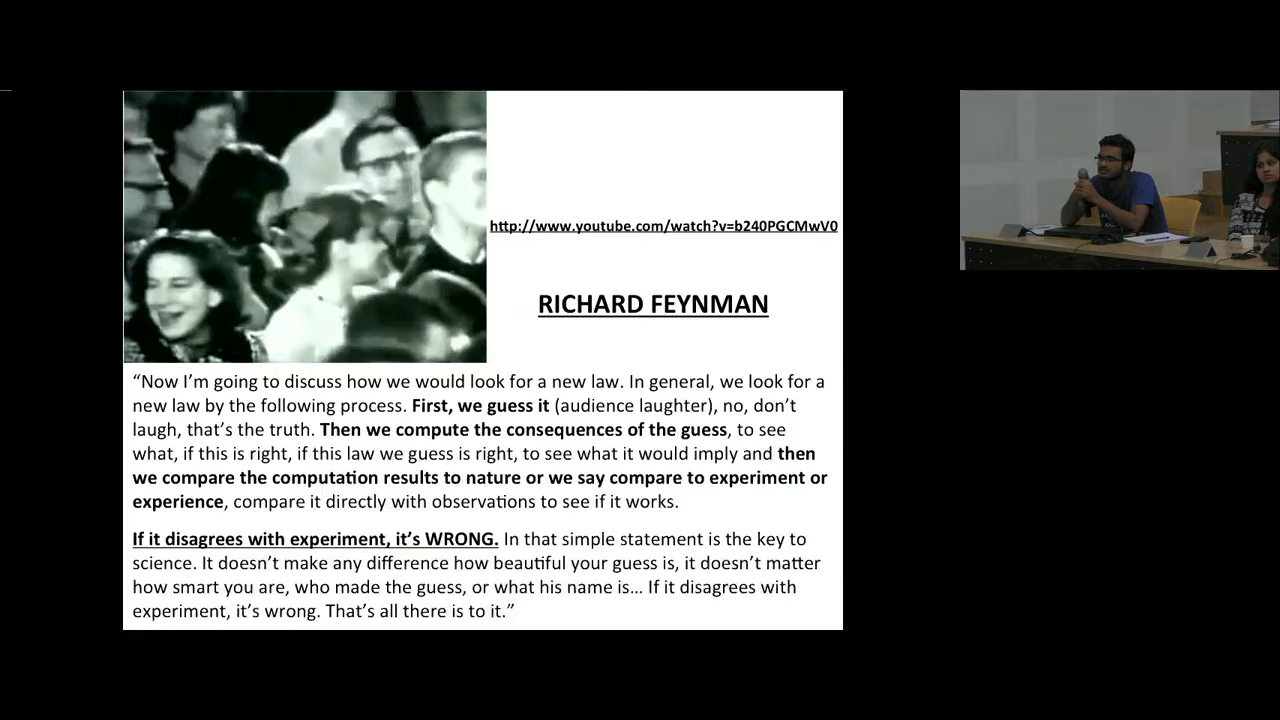 http://www.youtube.com/watch?v=b240PGCMwV0
RICHARD FEYNMAN
“Now I’m going to discuss how we would look for a new law. In general, we look for a
new law by the following process. First, we guess it (audience laughter), no, don’t
laugh, that’s the truth. Then we compute the consequences of the guess, to see
what, if this is right, if this law we guess is right, to see what it would imply and then
we compare the computation results to nature or we say compare to experiment or
experience, compare it directly with observations to see if it works.
If it disagrees with experiment, it’s WRONG. In that simple statement is the key to
science. It doesn’t make any difference how beautiful your guess is, it doesn’t matter
how smart you are, who made the guess, or what his name is… If it disagrees with
experiment, it’s wrong. That’s all there is to it.”